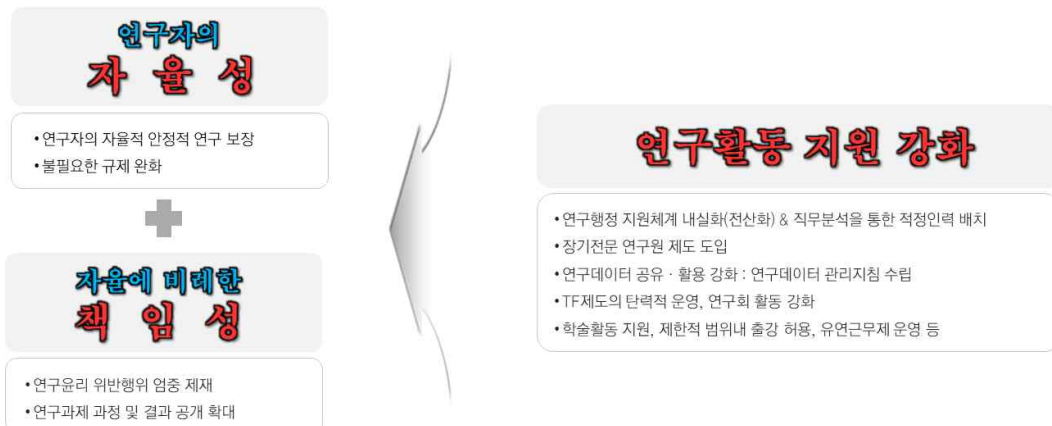 연구자의
자 율 성
• 연구자의 자율적 안정적 연구 보장
• 불필요한 규제 완화
자율에 비례한
책 임 성
• 연구윤리 위반행위 엄중 제재
• 연구과제 과정 및 결과 공개 확대
연구활동 지원 강화
• 연구행정 지원체계 내실화(전산화) & 직무분석을 통한 적정인력 배치
• 장기전문 연구원 제도 도입
• 연구데이터 공유 · 활용 강화 : 연구데이터 관리지침 수립
• TF제도의 탄력적 운영, 연구회 활동 강화
• 학술활동 지원, 제한적 범위내 출강 허용, 유연근무제 운영 등